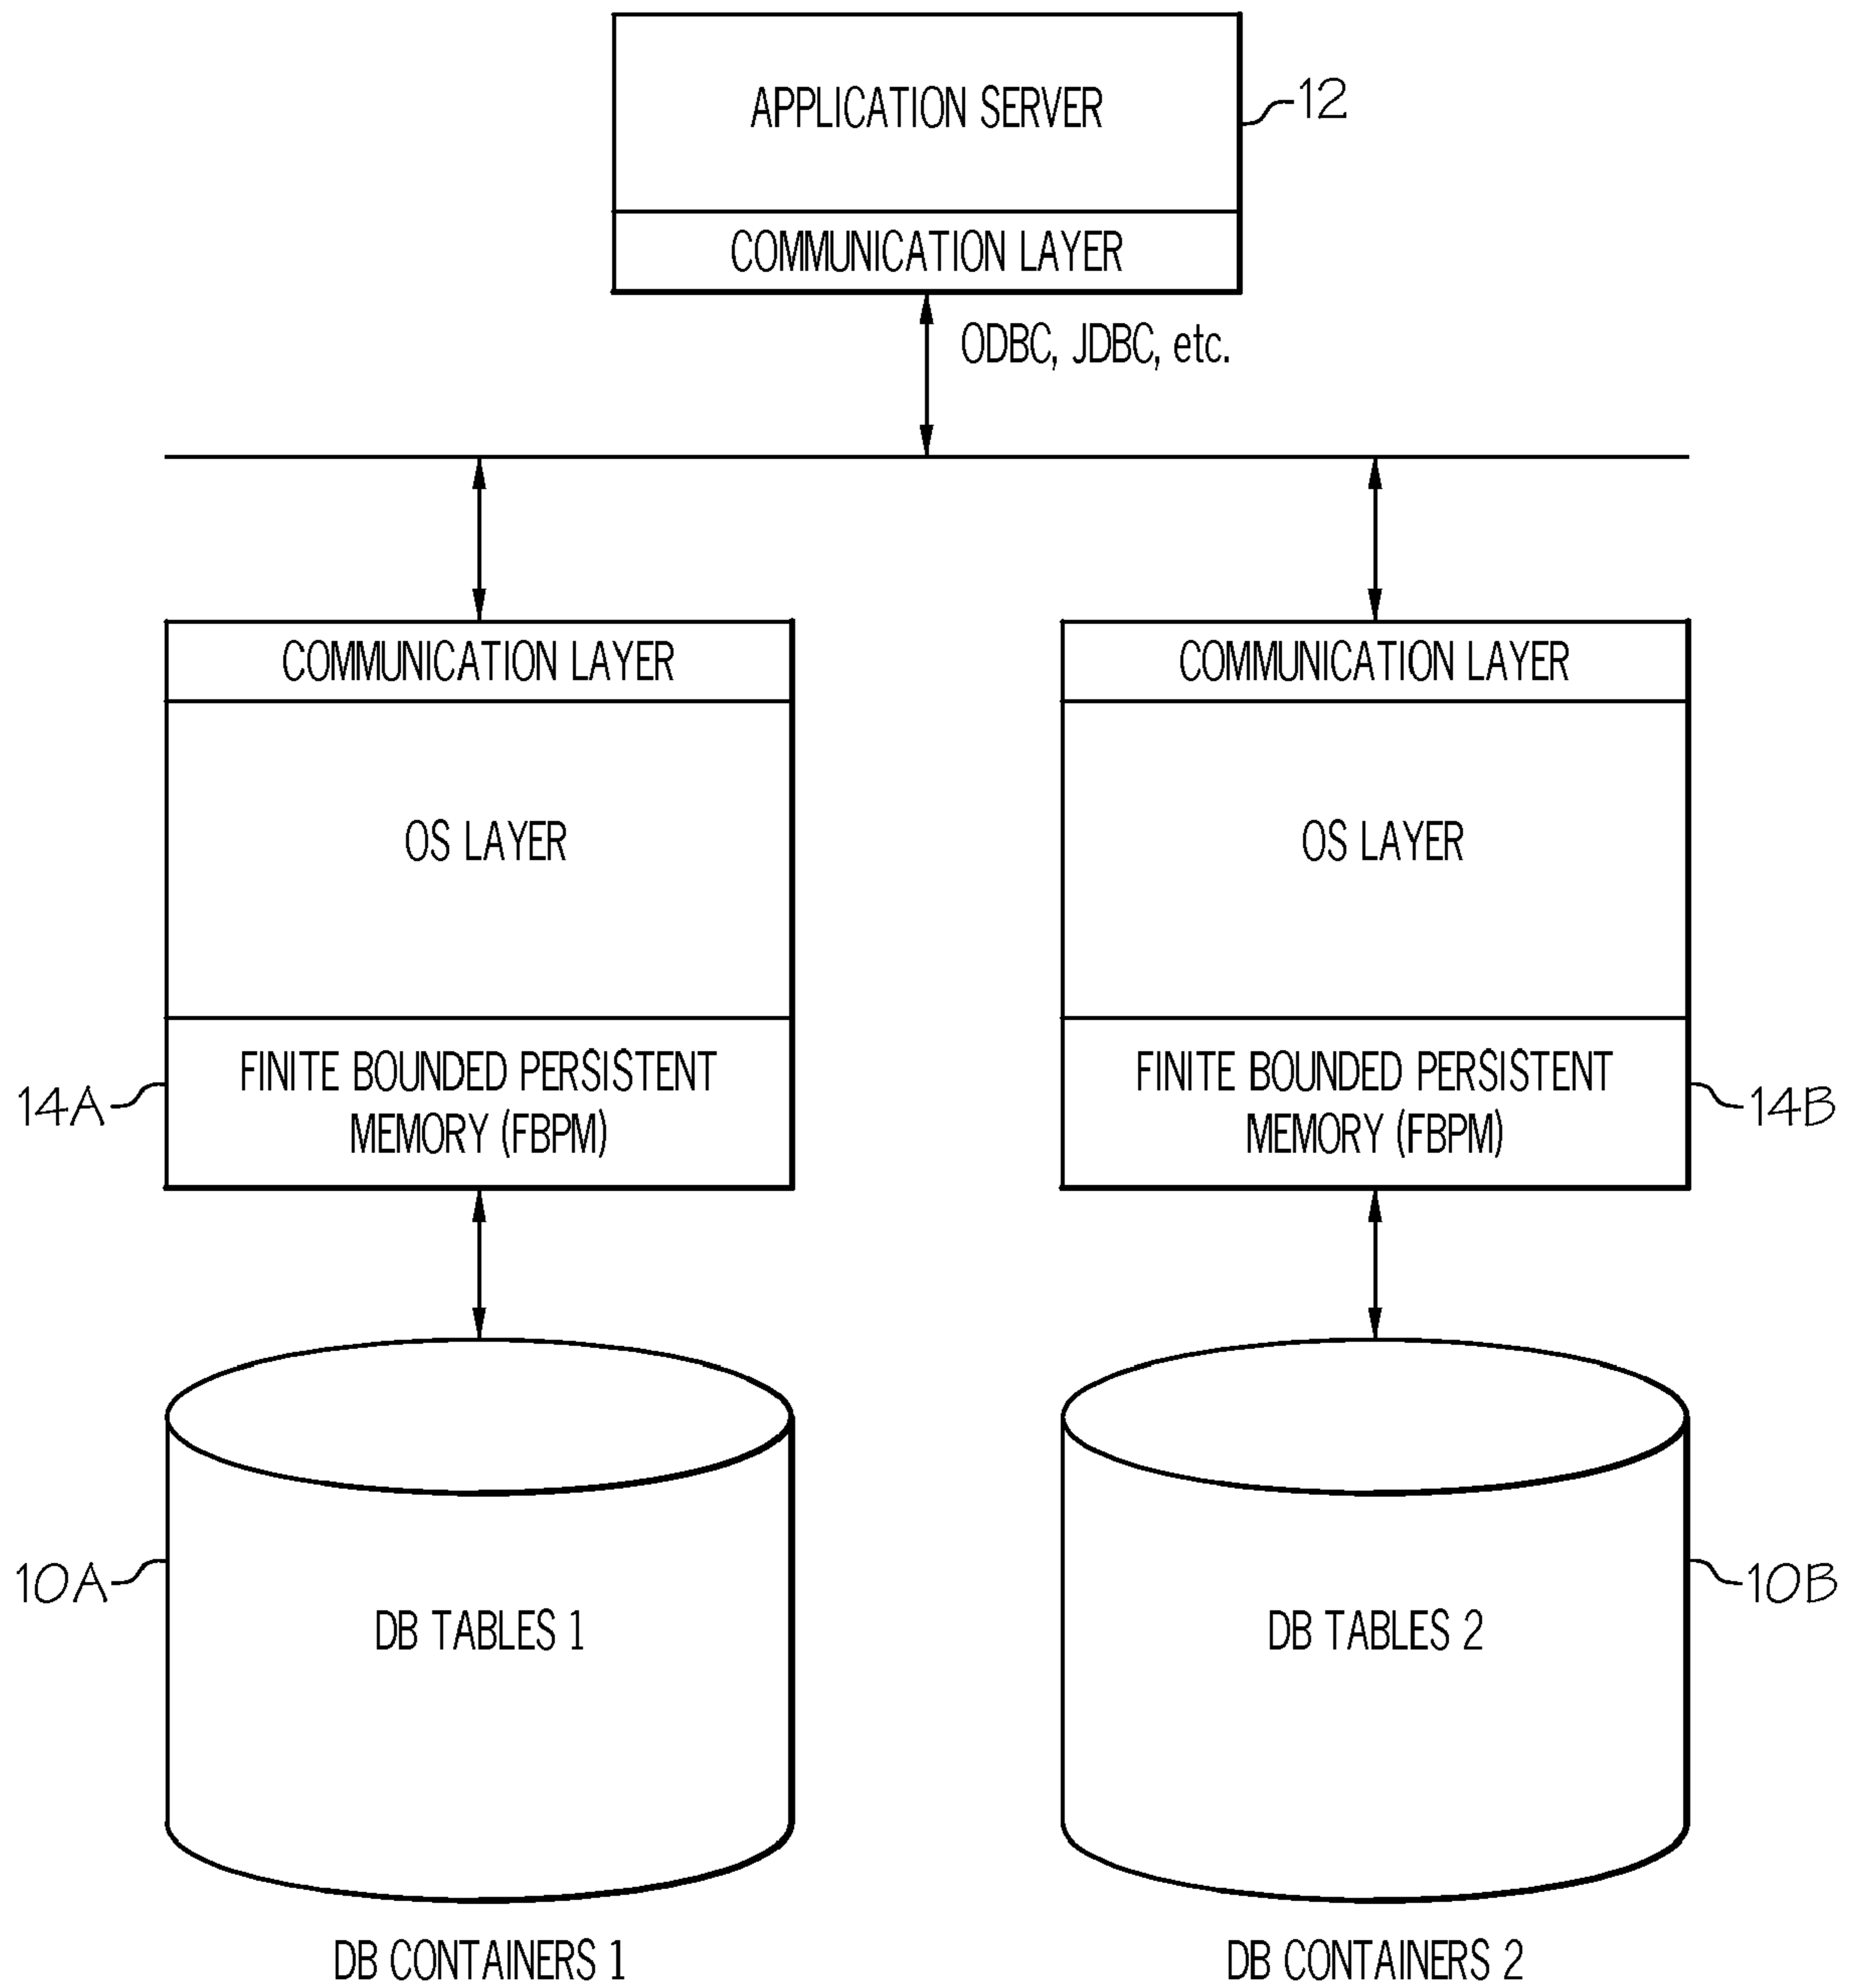 APPLICATION SERVER
12
COMMUNICATION LAYER
ODBC, JDBC, etc.
COMMUNICATION LAYER
COMMUNICATION LAYER
OS LAYER
OS LAYER
FINITE BOUNDED PERSISTENT
MEMORY (FBPM)
14A
FINITE BOUNDED PERSISTENT
MEMORY (FBPM)
14B
10A
DB TABLES 1
DB TABLES 2
10B
DB CONTAINERS 1
DB CONTAINERS 2